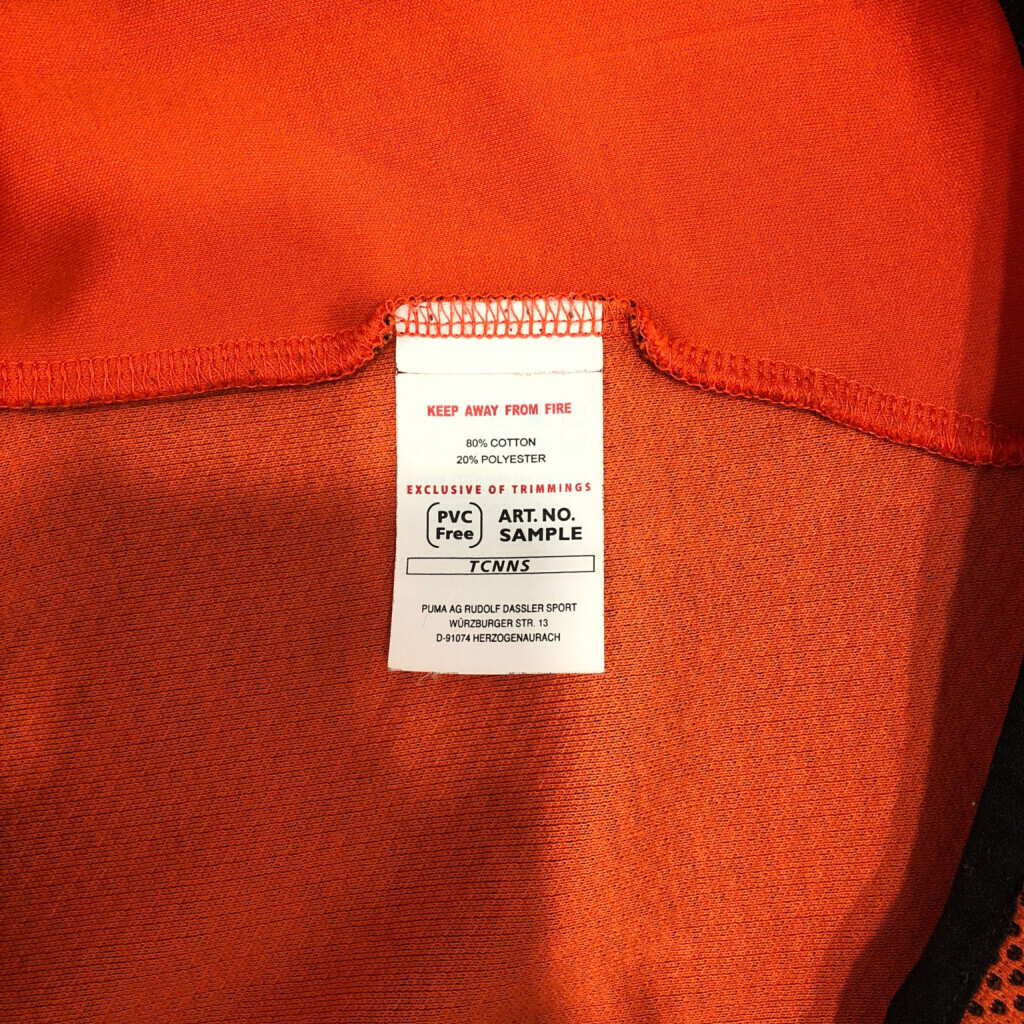 KEEP AWAY FROM FIRE
80% COTTON
20% POLYESTER
EXCLUSIVE OF TRIMMINGS
PVC Free
ART. NO.
SAMPLE
TCNNS
PUMA AG RUDOLF DASSLER SPORT
WÜRZBURGER STR. 13
D-91074 HERZOGENAURACH